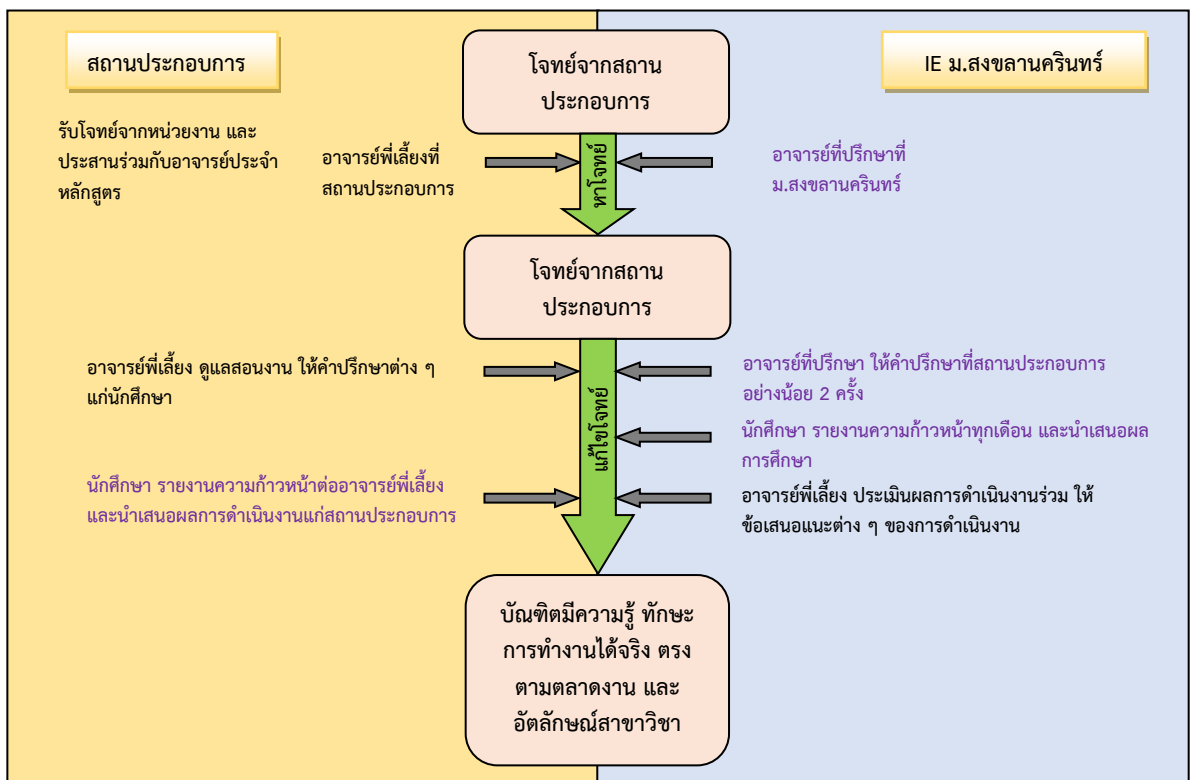 สถานประกอบการ
โจทย์จากสถาน
ประกอบการ
IE ม.สงขลานครินทร์
รับโจทย์จากหน่วยงาน และ
ประสานร่วมกับอาจารย์ประจำ
หลักสูตร
อาจารย์พี่เลี้ยงที่
สถานประกอบการ
หาโจทย์
อาจารย์ที่ปรึกษาที่
ม.สงขลานครินทร์
โจทย์จากสถาน
ประกอบการ
อาจารย์พี่เลี้ยง ดูแลสอนงาน ให้คำปรึกษาต่าง ๆ
แก่นักศึกษา
แก้ไขโจทย์
อาจารย์ที่ปรึกษา ให้คำปรึกษาที่สถานประกอบการ
อย่างน้อย 2 ครั้ง
นักศึกษา รายงานความก้าวหน้าทุกเดือน และนำเสนอผล
การศึกษา
นักศึกษา รายงานความก้าวหน้าต่ออาจารย์พี่เลี้ยง
และนำเสนอผลการดำเนินงานแก่สถานประกอบการ
อาจารย์พี่เลี้ยง ประเมินผลการดำเนินงานร่วม ให้
ข้อเสนอแนะต่าง ๆ ของการดำเนินงาน
บัณฑิตมีความรู้ ทักษะ
การทำงานได้จริง ตรง
ตามตลาดงาน และ
อัตลักษณ์สาขาวิชา